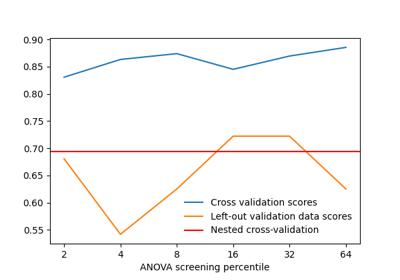 0.90
0.85
0.80
0.75
0.70
0.65
0.60
0.55
Cross validation scores
Left-out validation data scores
Nested cross-validation
2 4 8 16 32 64
ANOVA screening percentile